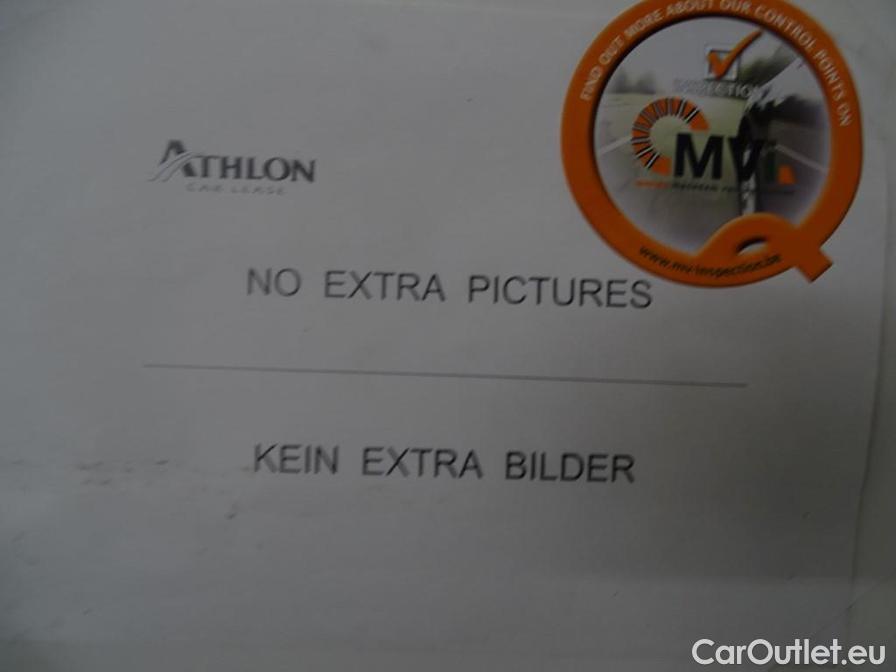 FIND OUT MORE ABOUT OUR CONTROL POINTS ON
INSPECTION
MVi
www.mv-inspection.be
ATHLON
CAR LEASE
NO EXTRA PICTURES
KEIN EXTRA BILDER
CarOutlet.eu